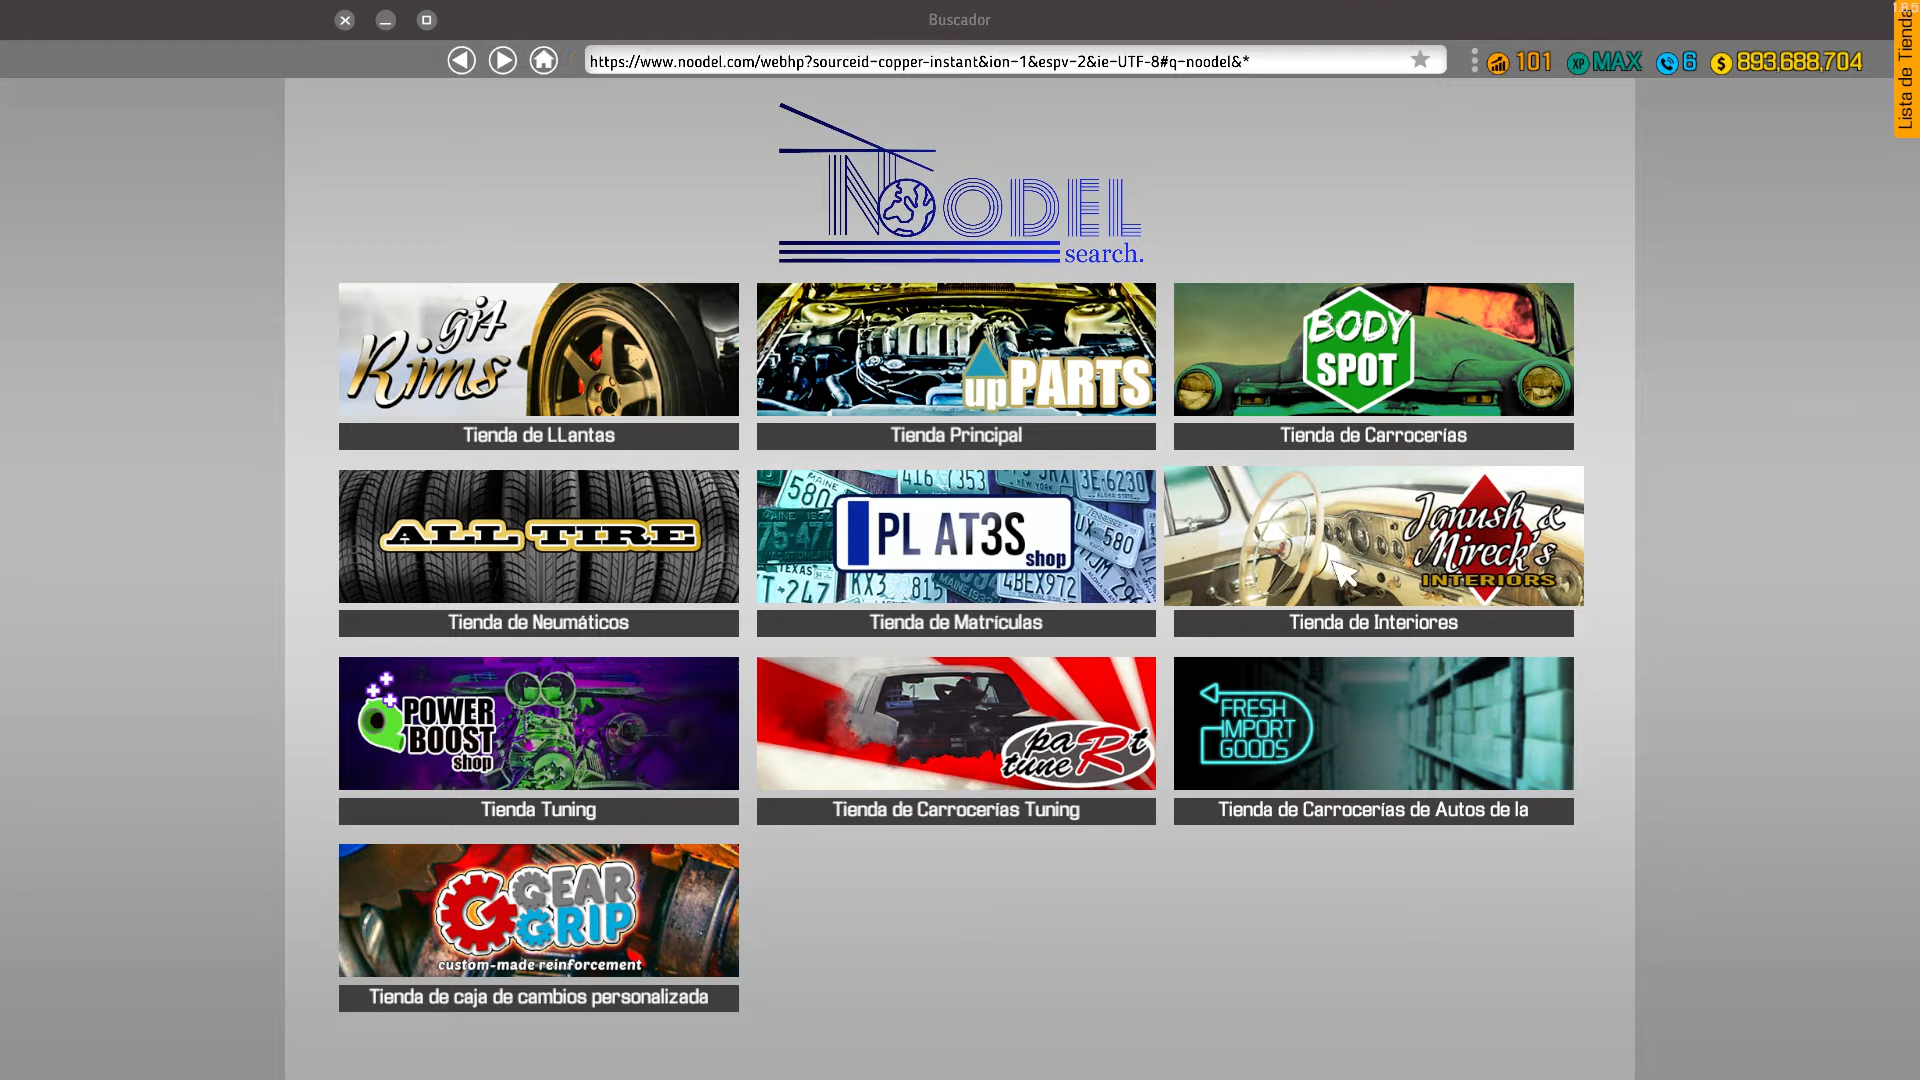 Buscador
https://www.noodel.com/webhp?sourceid-copper-instant&ion-1&espv-2&ie-UTF-8#q-noodel&*
101
XP MAX
6
$ 893,688,704
Lista de Tienda
NOODEL
search.
gi4
Rims
up PARTS
BODY
SPOT
Tienda de LLantas
Tienda Principal
Tienda de Carrocerías
ALL TIRE
PL AT3S
shop
Janush &
Mireck's
INTERIORS
Tienda de Neumáticos
Tienda de Matrículas
Tienda de Interiores
POWER
BOOST
shop
paRt
tune
FRESH
IMPORT
GOODS
Tienda Tuning
Tienda de Carrocerías Tuning
Tienda de Carrocerías de Autos de la
GEAR
GRIP
custom-made reinforcement
Tienda de caja de cambios personalizada